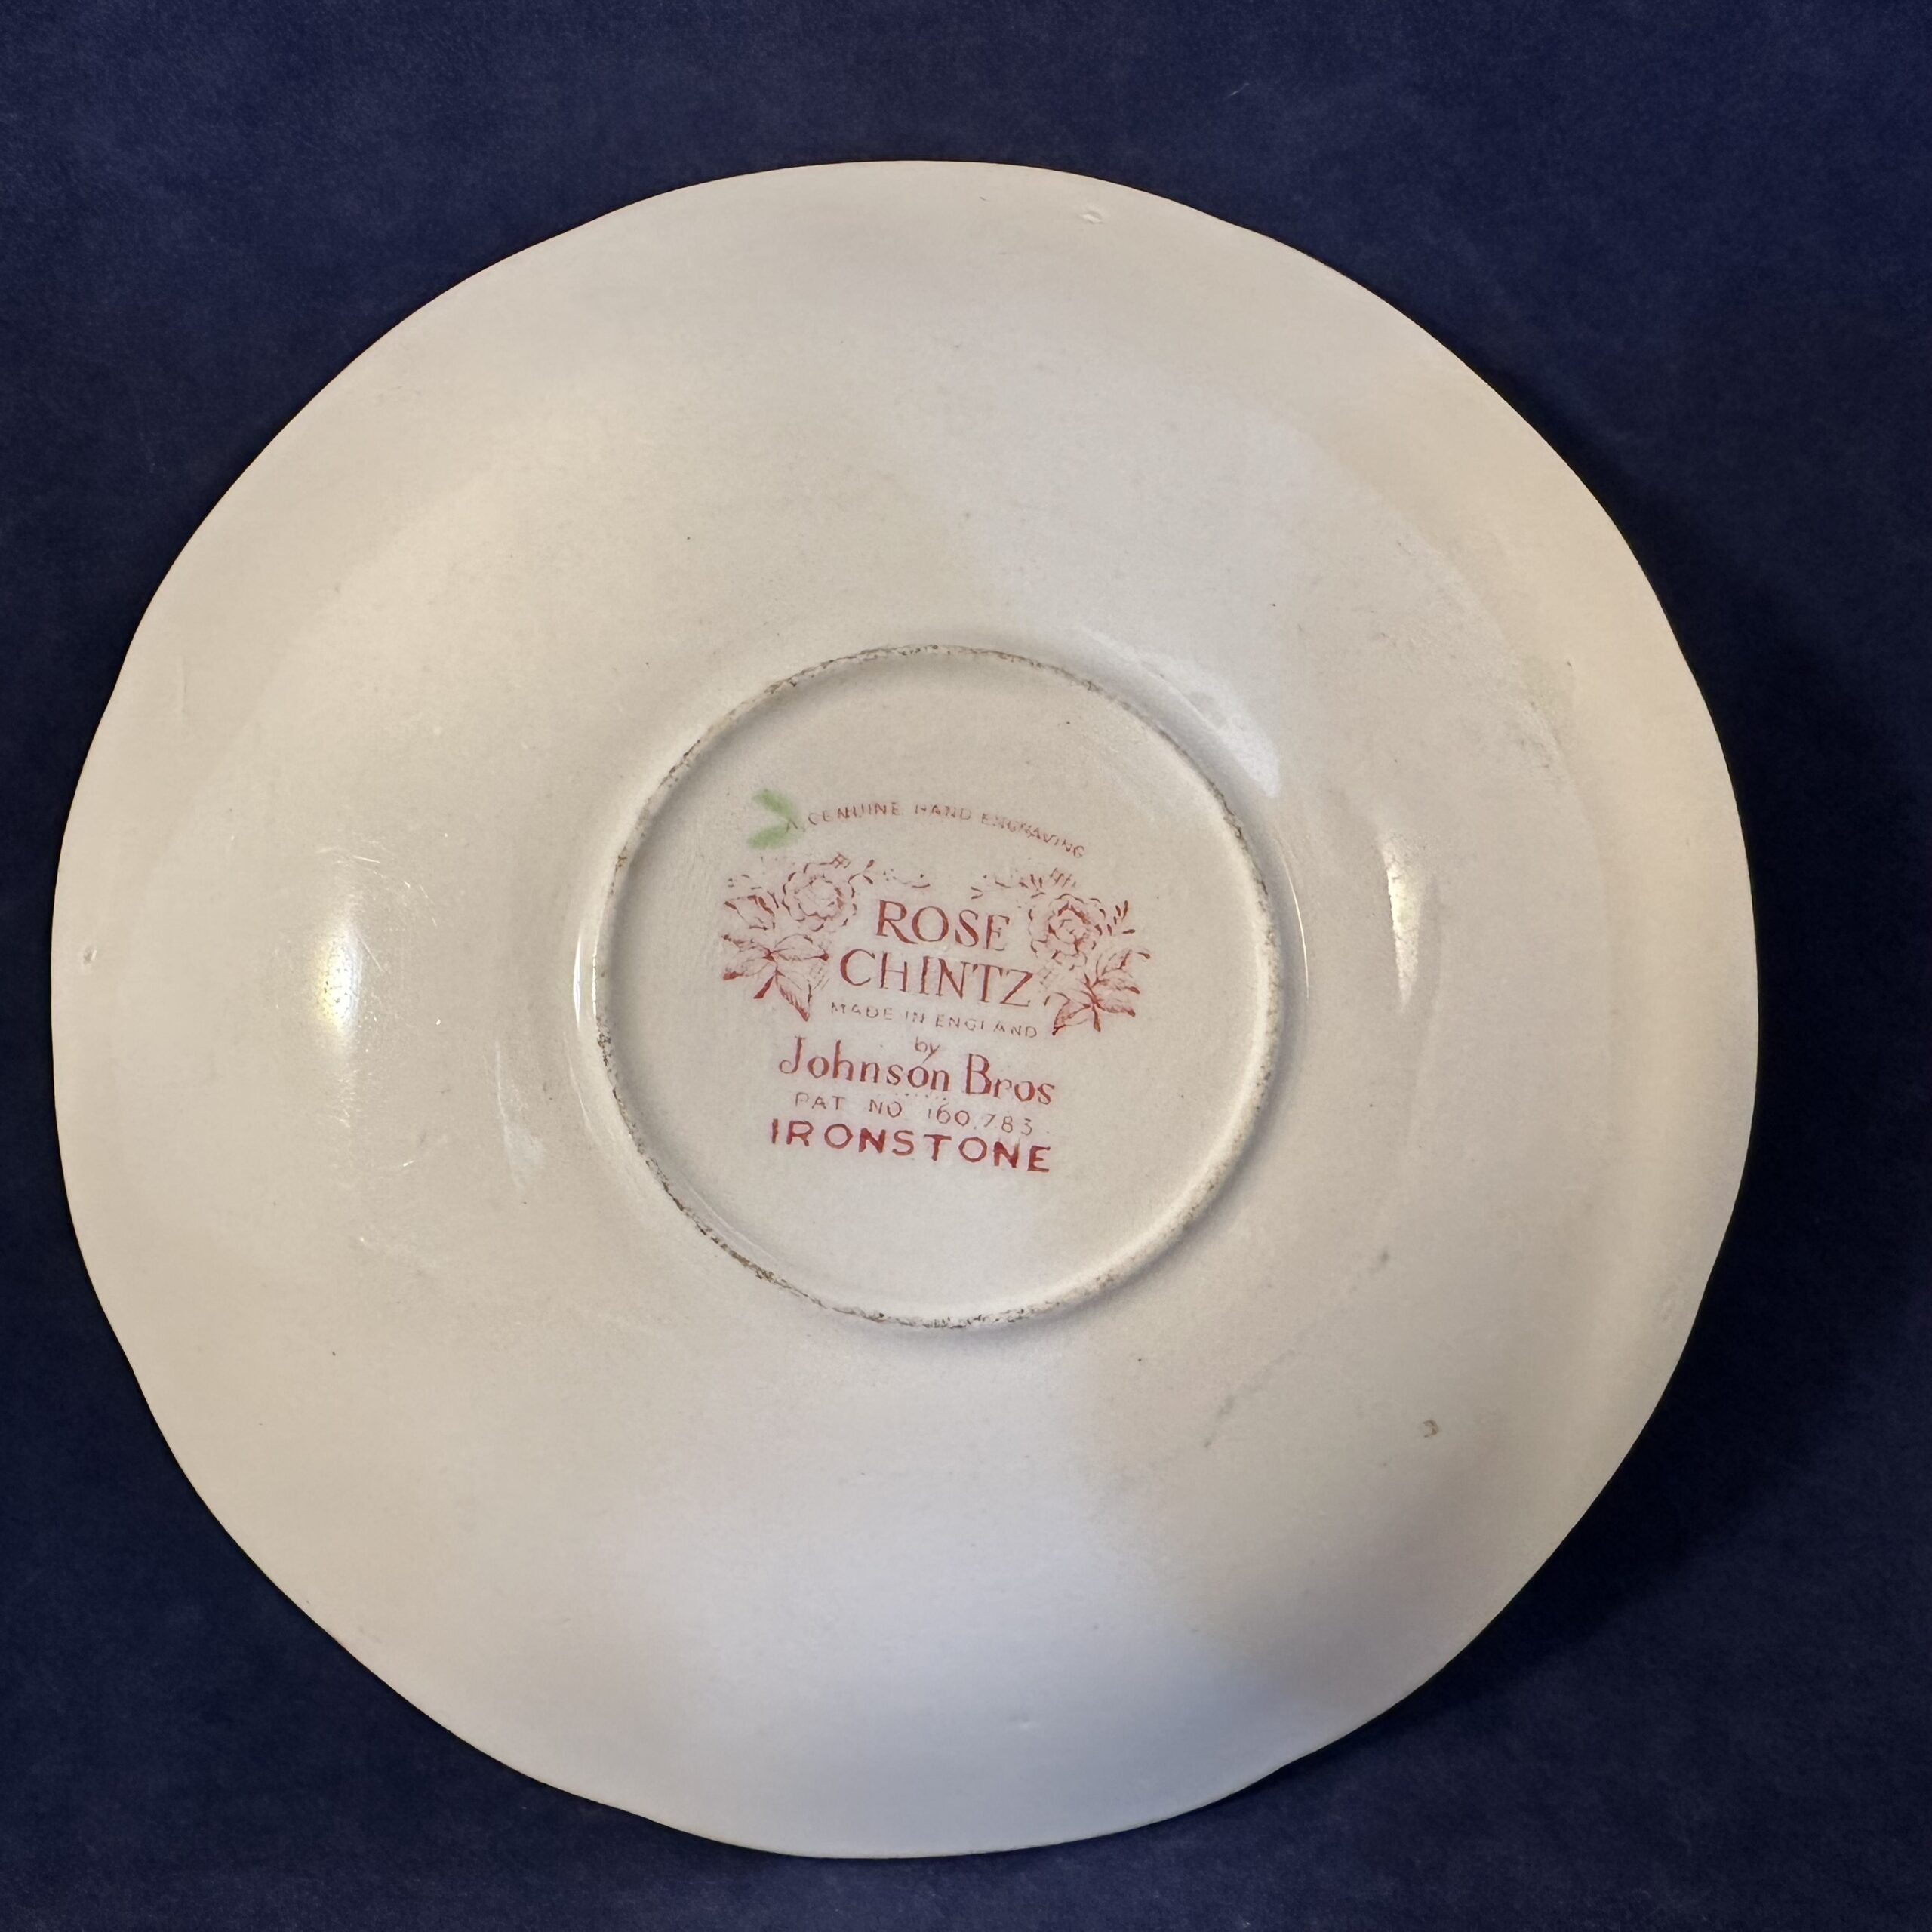 A GENUINE HAND ENGRAVING
ROSE
CHINTZ
MADE IN ENGLAND
by
Johnson Bros
PAT NO 160.783
IRONSTONE